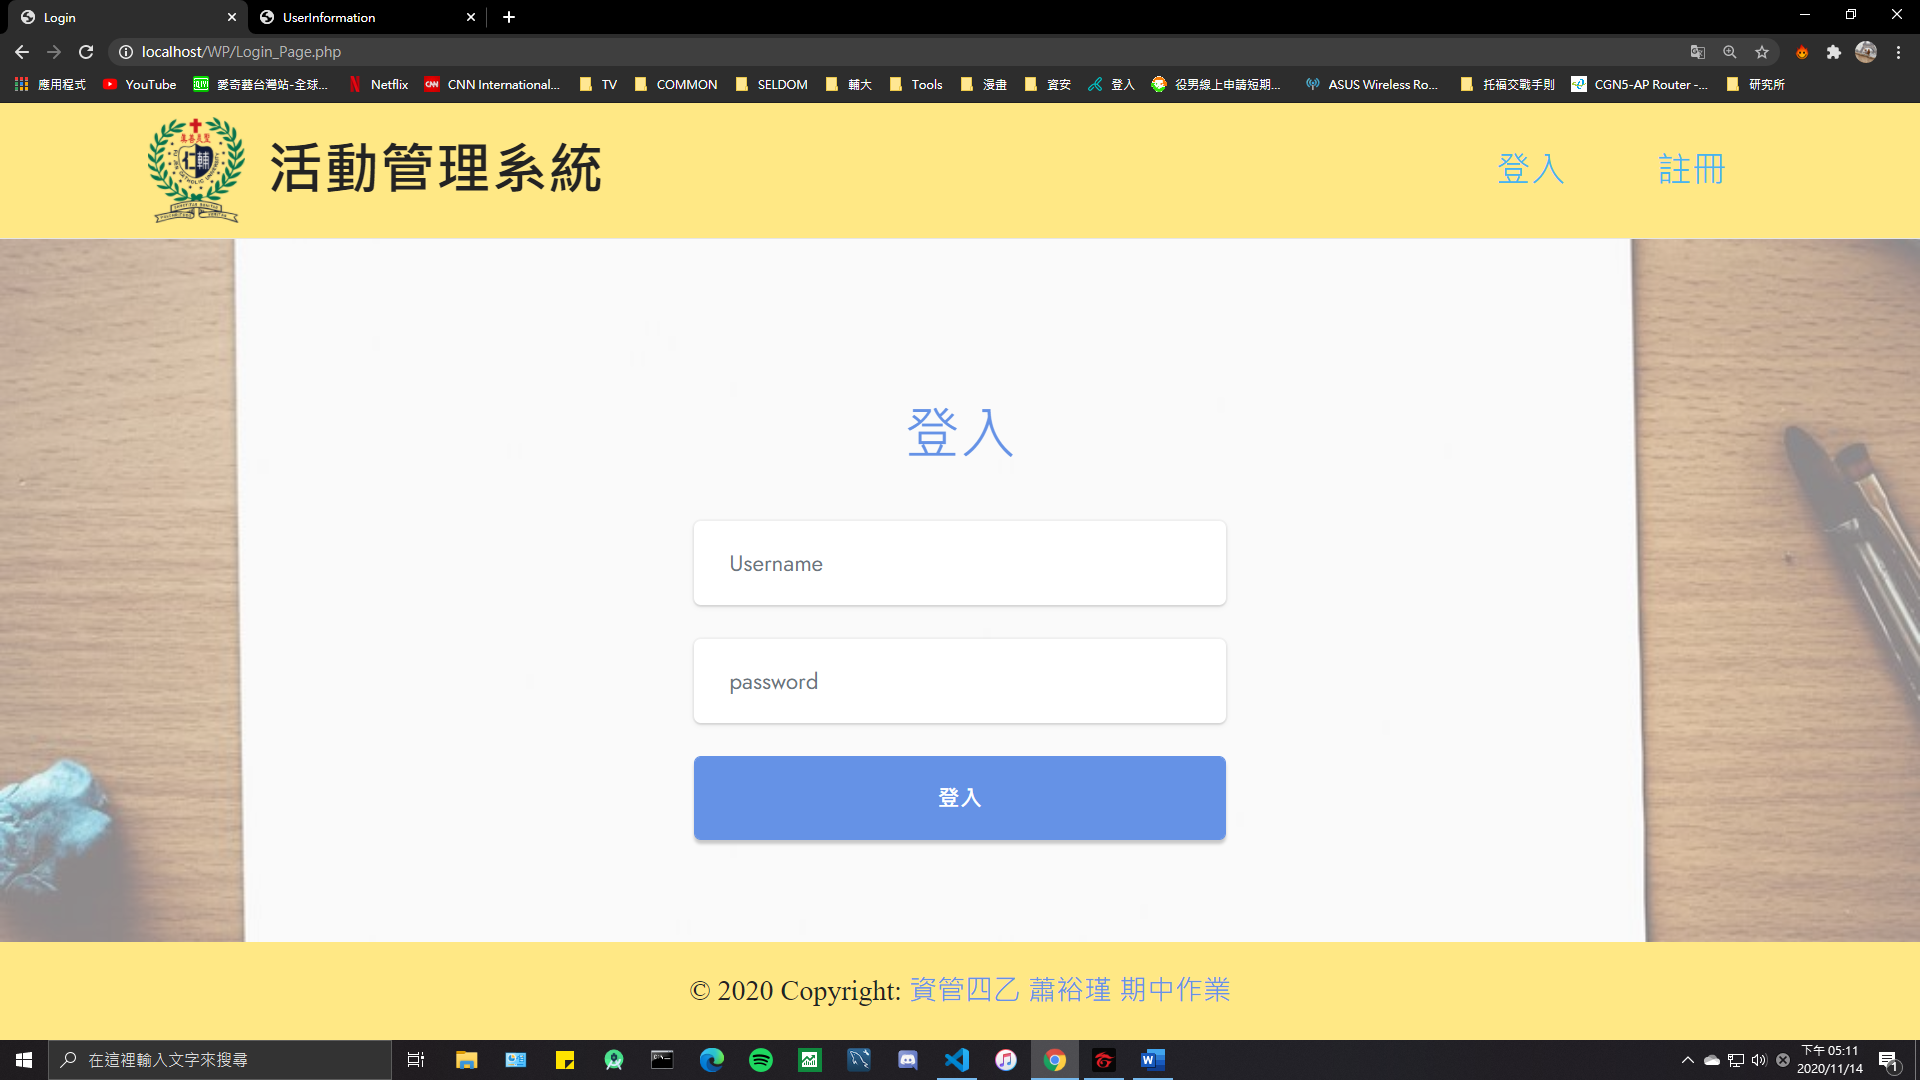 Login
UserInformation
localhost/WP/Login_Page.php
應用程式
YouTube
愛奇藝台灣站-全球...
Netflix
CNN International...
TV
COMMON
SELDOM
輔大
Tools
漫畫
資安
登入
役男線上申請短期...
ASUS Wireless Ro...
托福交戰手則
CGN5-AP Router -...
研究所
活動管理系統
登入
註冊
登入
Username
password
登入
© 2020 Copyright: 資管四乙 蕭裕瑾 期中作業
在這裡輸入文字來搜尋
下午 05:11
2020/11/14
1